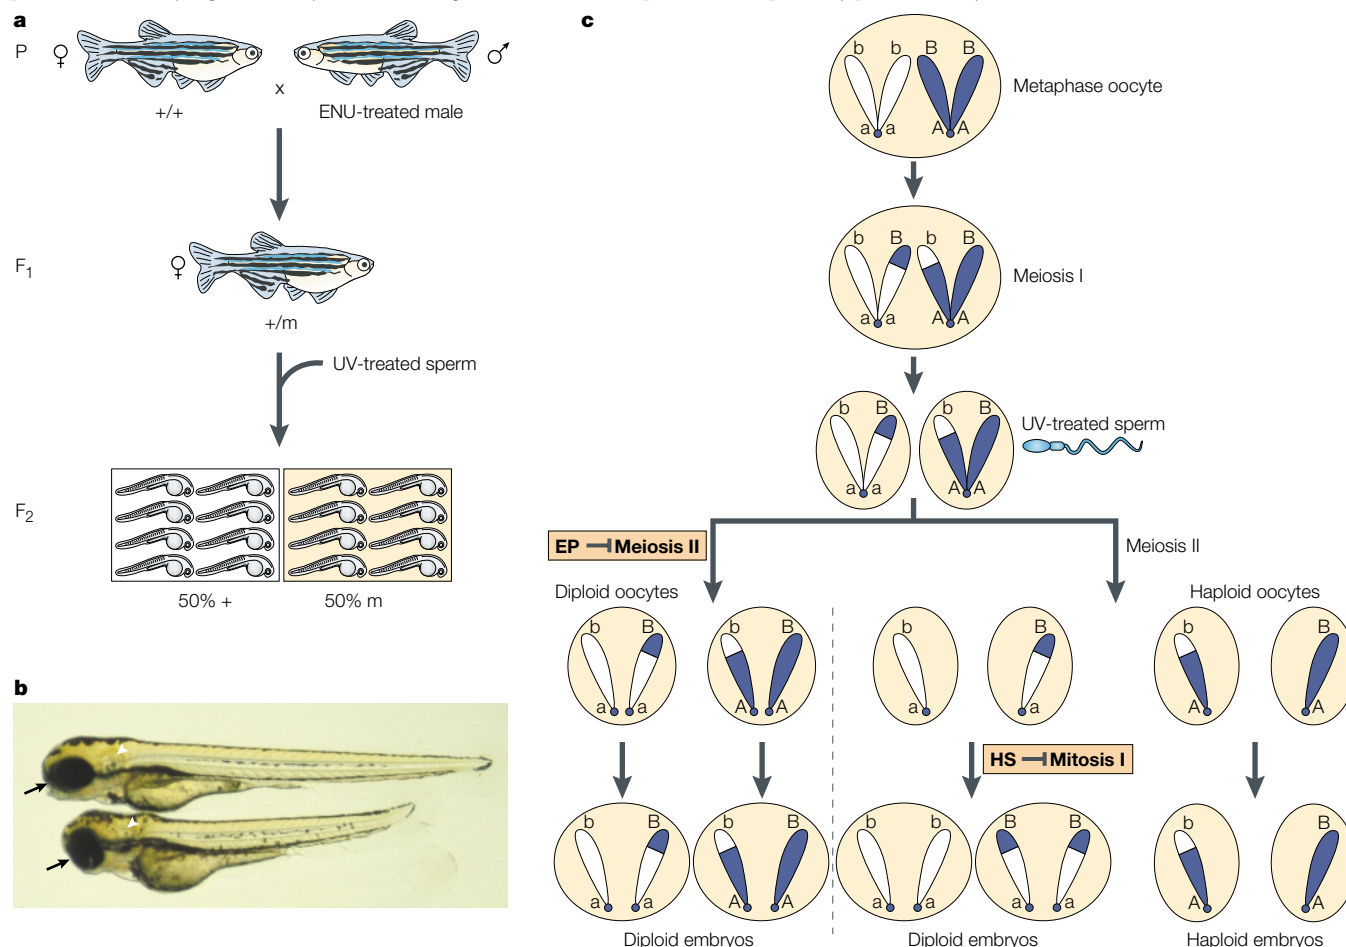 a
P
♀
♂
+/+
x
ENU-treated male
F1
♀
+/m
UV-treated sperm
F2
50% +
50% m
b
c
b b B B
a a A A
Metaphase oocyte
b B b B
a a A A
Meiosis I
b B b B
a a A A
UV-treated sperm
EP Meiosis II
Meiosis II
Diploid oocytes
Haploid oocytes
b B b B b B b B
a a A A a a A A
HS Mitosis I
b B b B b b B B b B
a a A A a a a a A A
Diploid embryos
Diploid embryos
Haploid embryos